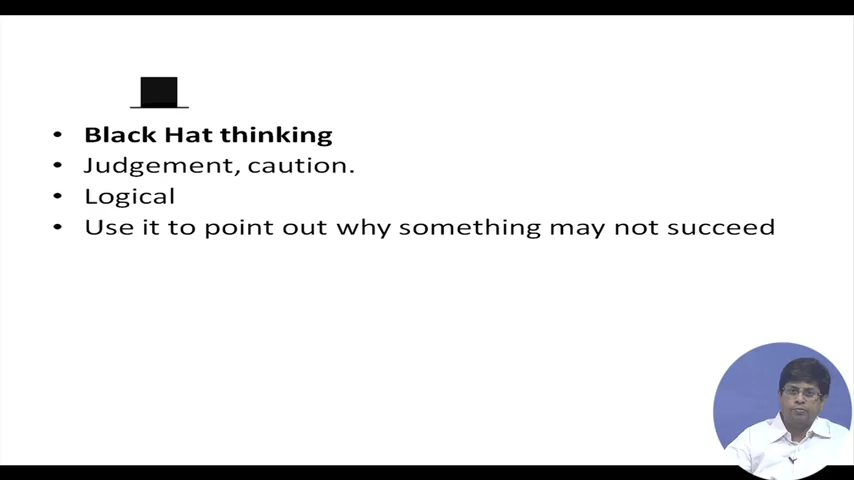 • Black Hat thinking
• Judgement, caution.
• Logical
• Use it to point out why something may not succeed